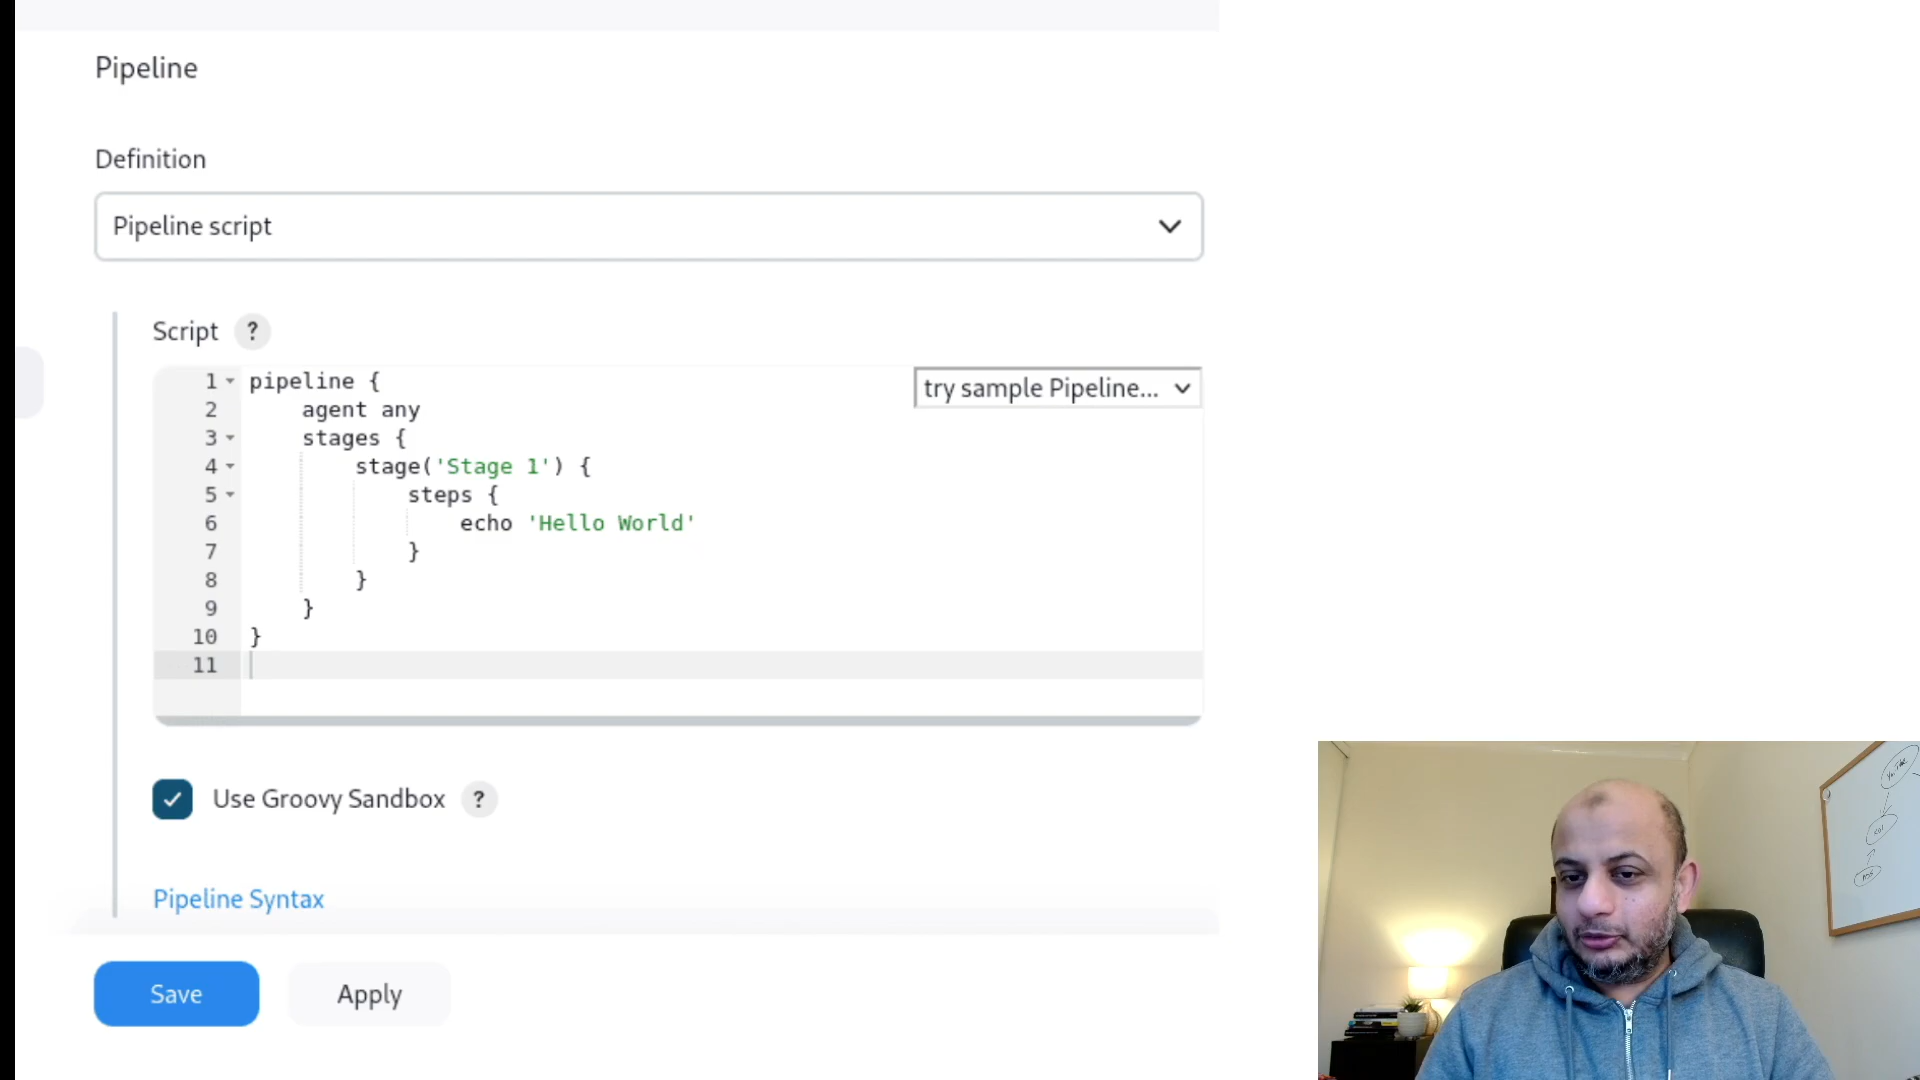 Pipeline
Definition
Pipeline script
Script ?
try sample Pipeline...
1 pipeline {
2 agent any
3 stages {
4 stage('Stage 1') {
5 steps {
6 echo 'Hello World'
7 }
8 }
9 }
10 }
11
Use Groovy Sandbox ?
Pipeline Syntax
Save Apply
YouTube